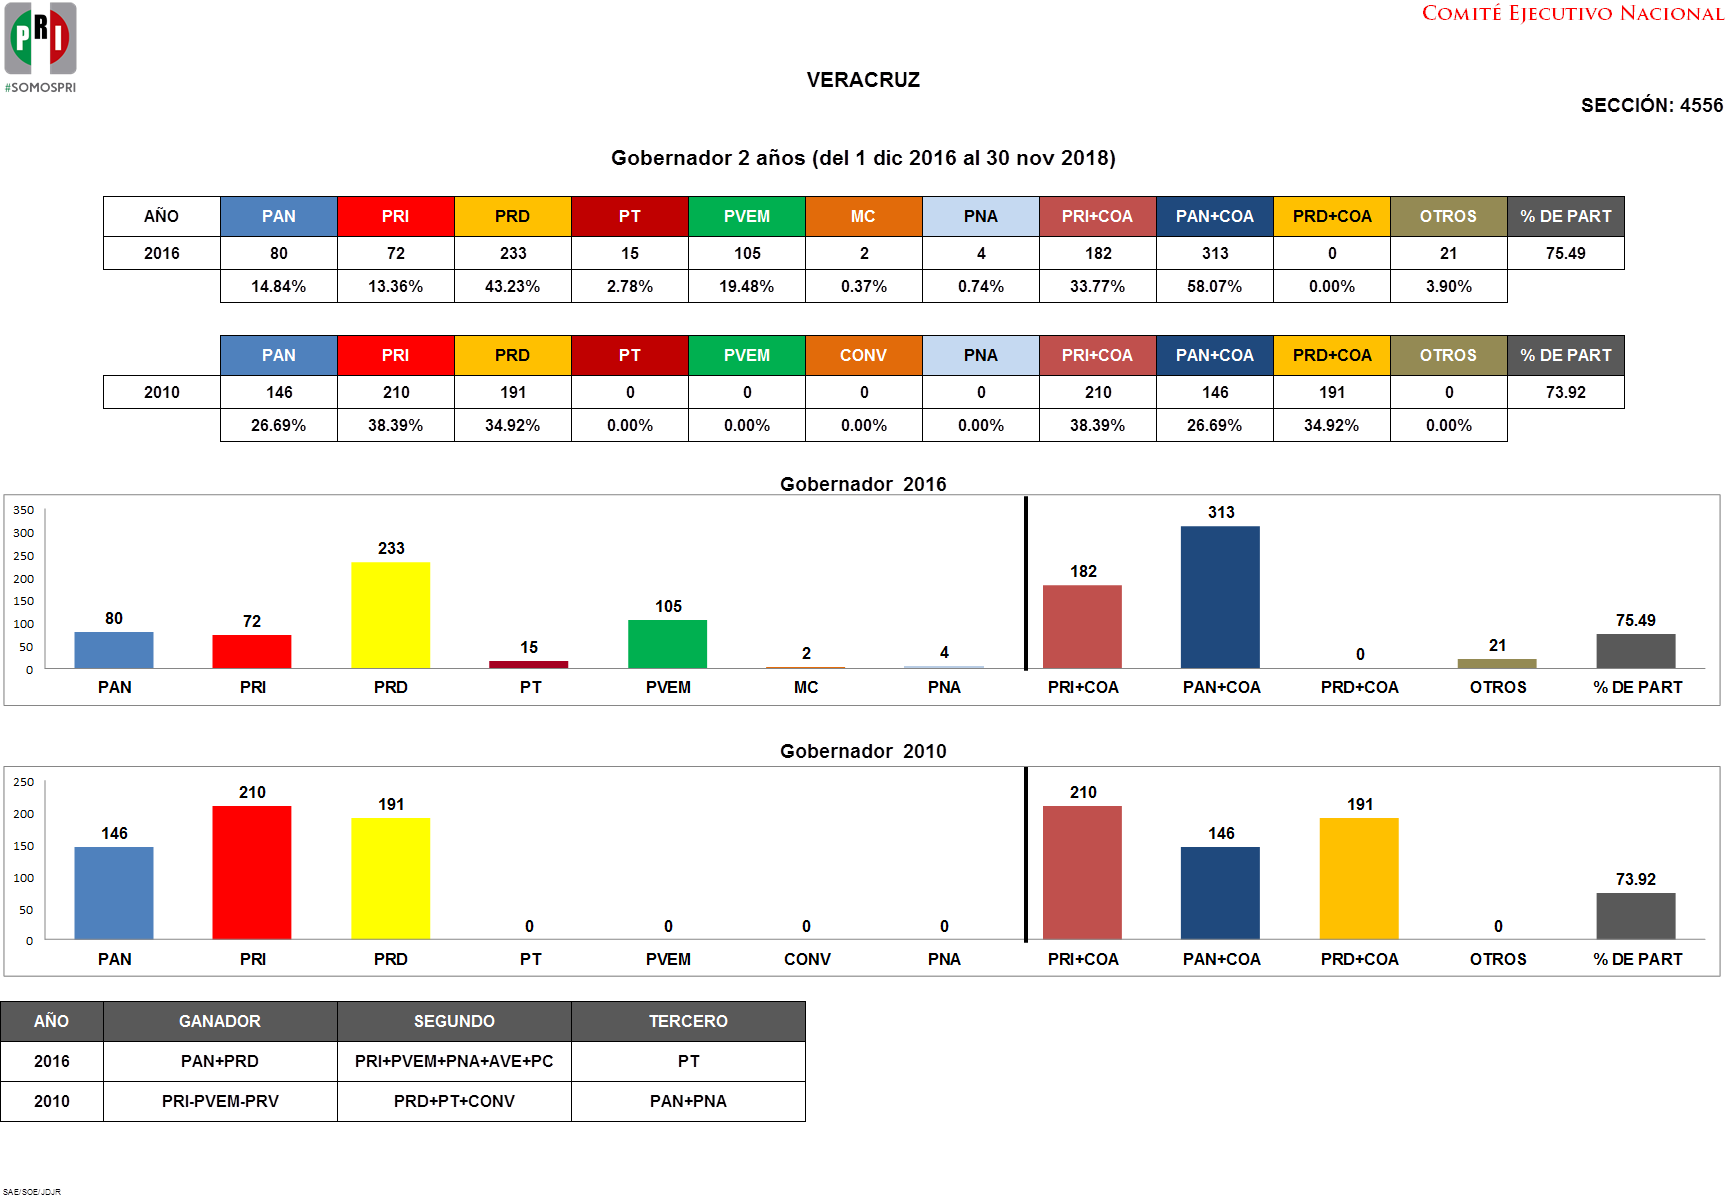 PRI
#SOMOSPRI
COMITÉ EJECUTIVO NACIONAL
VERACRUZ
SECCIÓN: 4556
Gobernador 2 años (del 1 dic 2016 al 30 nov 2018)
AÑO PAN PRI PRD PT PVEM MC PNA PRI+COA PAN+COA PRD+COA OTROS % DE PART
2016 80 72 233 15 105 2 4 182 313 0 21 75.49
14.84% 13.36% 43.23% 2.78% 19.48% 0.37% 0.74% 33.77% 58.07% 0.00% 3.90%
PAN PRI PRD PT PVEM CONV PNA PRI+COA PAN+COA PRD+COA OTROS % DE PART
2010 146 210 191 0 0 0 0 210 146 191 0 73.92
26.69% 38.39% 34.92% 0.00% 0.00% 0.00% 0.00% 38.39% 26.69% 34.92% 0.00%
Gobernador 2016
350
300
250
200
150
100
50
0
80 72 233 15 105 2 4 182 313 0 21 75.49
PAN PRI PRD PT PVEM MC PNA PRI+COA PAN+COA PRD+COA OTROS % DE PART
Gobernador 2010
250
200
150
100
50
0
146 210 191 0 0 0 0 210 146 191 0 73.92
PAN PRI PRD PT PVEM CONV PNA PRI+COA PAN+COA PRD+COA OTROS % DE PART
AÑO GANADOR SEGUNDO TERCERO
2016 PAN+PRD PRI+PVEM+PNA+AVE+PC PT
2010 PRI-PVEM-PRV PRD+PT+CONV PAN+PNA
SAE/SOE/JDJR